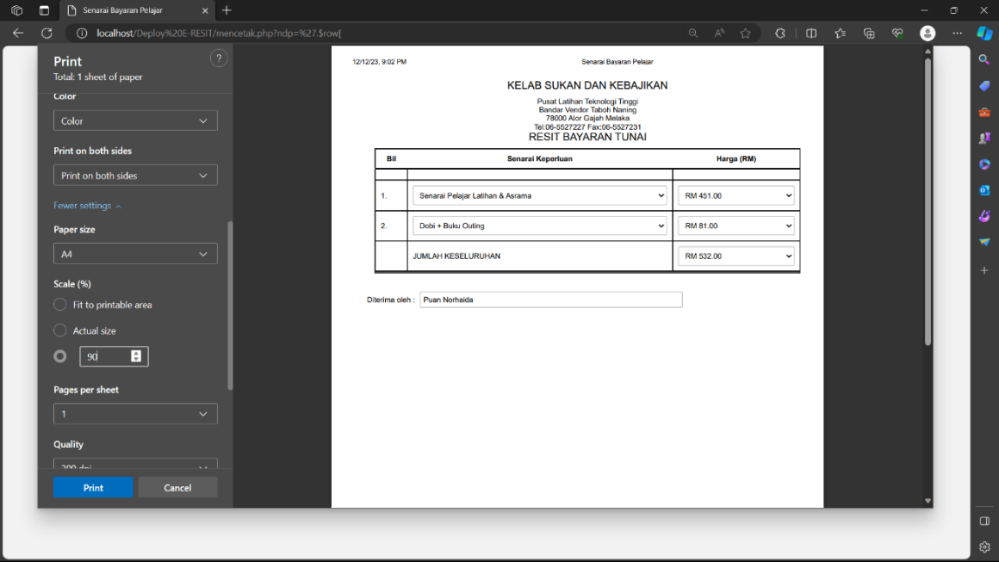 Senarai Bayaran Pelajar
localhost/Deploy%20E-RESIT/mencetak.php?ndp=%27.$row[
Print
?
Total: 1 sheet of paper
Color
Color
Print on both sides
Print on both sides
Fewer settings
Paper size
A4
Scale (%)
Fit to printable area
Actual size
90
Pages per sheet
1
Quality
Print
Cancel
12/12/23, 9:02 PM
Senarai Bayaran Pelajar
KELAB SUKAN DAN KEBAJIKAN
Pusat Latihan Teknologi Tinggi
Bandar Vendor Taboh Naning
78000 Alor Gajah Melaka
Tel:06-5527227 Fax:06-5527231
RESIT BAYARAN TUNAI
Bil Senarai Keperluan Harga (RM)
1. Senarai Pelajar Latihan & Asrama RM 451.00
2. Dobi + Buku Outing RM 81.00
JUMLAH KESELURUHAN RM 532.00
Diterima oleh : Puan Norhaida